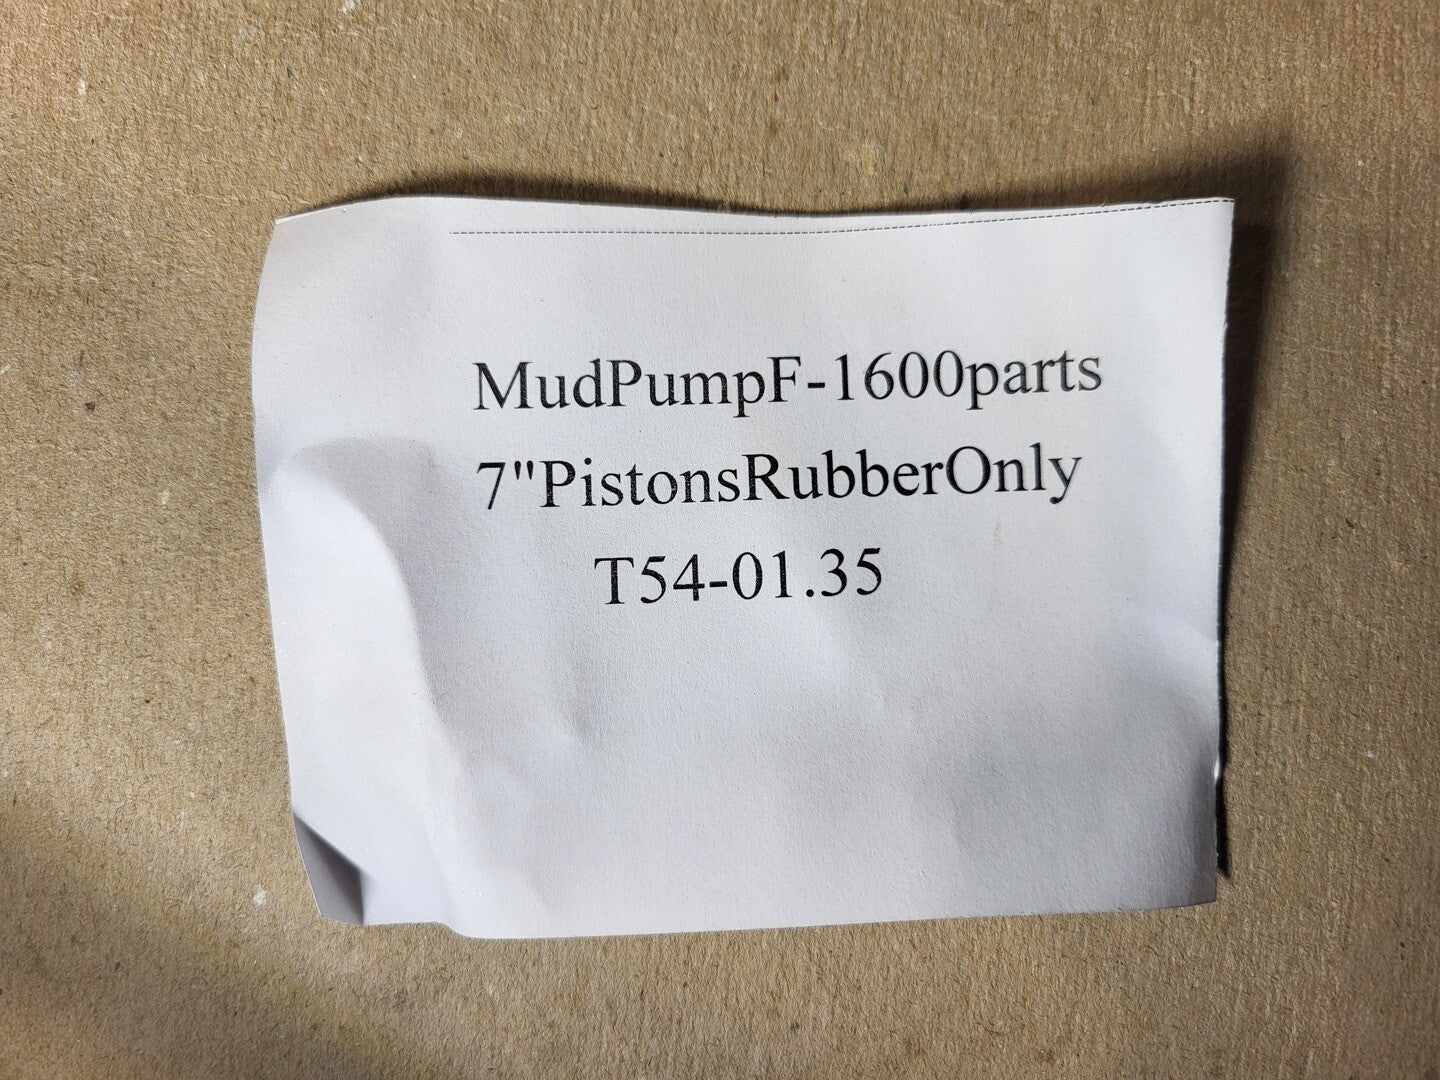 MudPumpF-1600parts
7"PistonsRubberOnly
T54-01.35